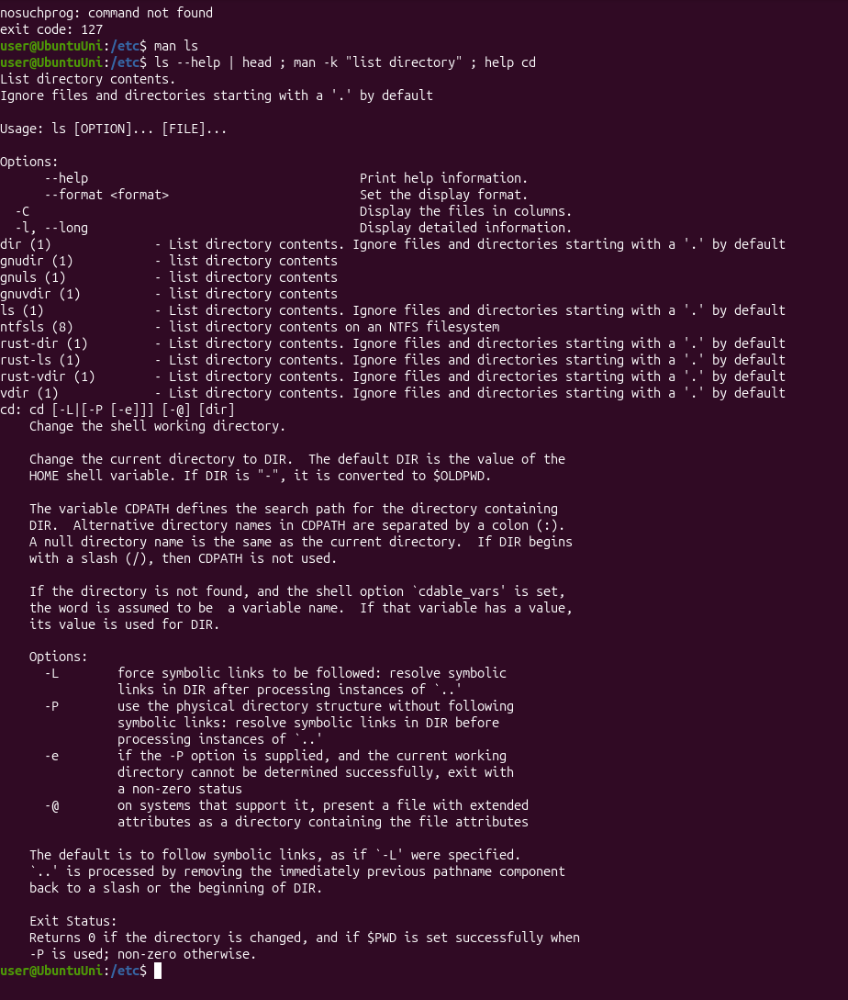 nosuchprog: command not found
exit code: 127
user@UbuntuUni:/etc$ man ls
user@UbuntuUni:/etc$ ls --help | head ; man -k "list directory" ; help cd
List directory contents.
Ignore files and directories starting with a '.' by default

Usage: ls [OPTION]... [FILE]...

Options:
      --help                                     Print help information.
      --format <format>                          Set the display format.
  -C                                             Display the files in columns.
  -l, --long                                     Display detailed information.
dir (1)              - List directory contents. Ignore files and directories starting with a '.' by default
gnudir (1)           - list directory contents
gnuls (1)            - list directory contents
gnuvdir (1)          - list directory contents
ls (1)               - List directory contents. Ignore files and directories starting with a '.' by default
ntfsls (8)           - list directory contents on an NTFS filesystem
rust-dir (1)         - List directory contents. Ignore files and directories starting with a '.' by default
rust-ls (1)          - List directory contents. Ignore files and directories starting with a '.' by default
rust-vdir (1)        - List directory contents. Ignore files and directories starting with a '.' by default
vdir (1)             - List directory contents. Ignore files and directories starting with a '.' by default
cd: cd [-L|[-P [-e]]] [-@] [dir]
    Change the shell working directory.

    Change the current directory to DIR.  The default DIR is the value of the
    HOME shell variable. If DIR is "-", it is converted to $OLDPWD.

    The variable CDPATH defines the search path for the directory containing
    DIR.  Alternative directory names in CDPATH are separated by a colon (:).
    A null directory name is the same as the current directory.  If DIR begins
    with a slash (/), then CDPATH is not used.

    If the directory is not found, and the shell option `cdable_vars' is set,
    the word is assumed to be  a variable name.  If that variable has a value,
    its value is used for DIR.

    Options:
      -L        force symbolic links to be followed: resolve symbolic
                links in DIR after processing instances of `..'
      -P        use the physical directory structure without following
                symbolic links: resolve symbolic links in DIR before
                processing instances of `..'
      -e        if the -P option is supplied, and the current working
                directory cannot be determined successfully, exit with
                a non-zero status
      -@        on systems that support it, present a file with extended
                attributes as a directory containing the file attributes

    The default is to follow symbolic links, as if `-L' were specified.
    `..' is processed by removing the immediately previous pathname component
    back to a slash or the beginning of DIR.

    Exit Status:
    Returns 0 if the directory is changed, and if $PWD is set successfully when
    -P is used; non-zero otherwise.
user@UbuntuUni:/etc$